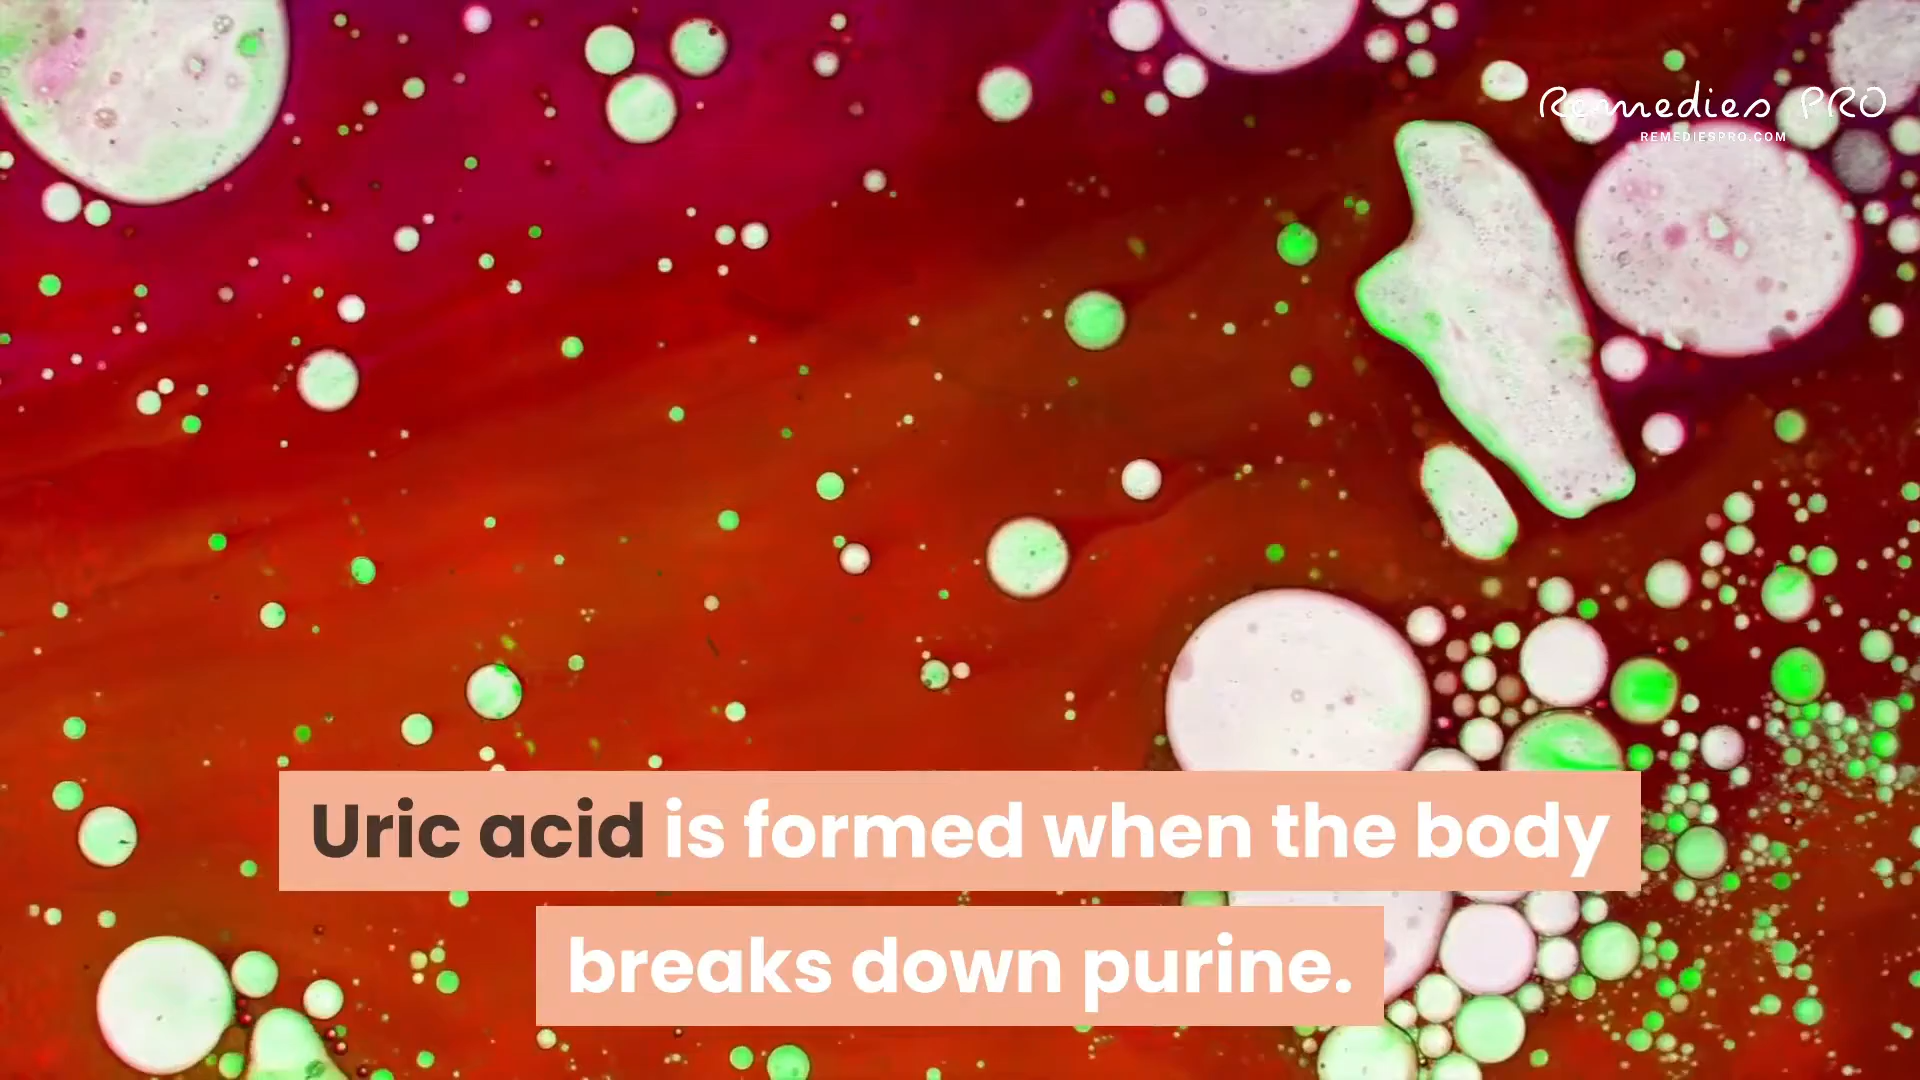 Remedies PRO
REMEDIESPRO.COM
Uric acid is formed when the body
breaks down purine.